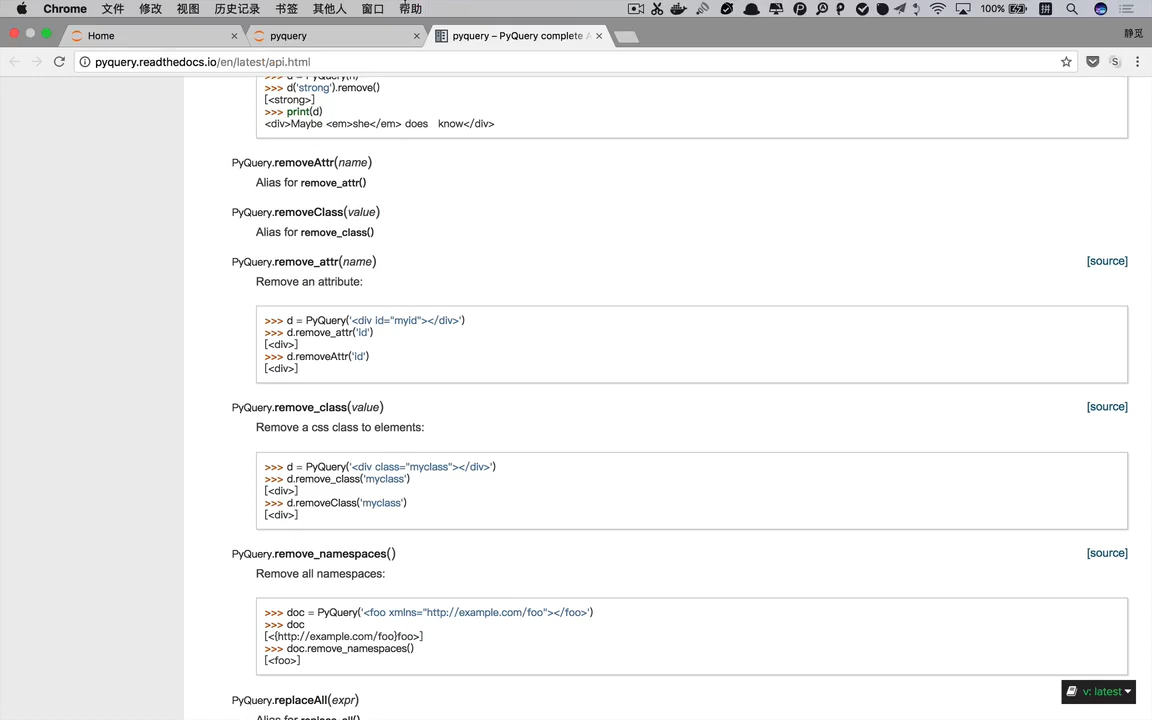 Chrome 文件 修改 视图 历史记录 书签 其他人 窗口 帮助 100%
Home
pyquery
pyquery – PyQuery complete A
静觅
pyquery.readthedocs.io/en/latest/api.html
>>> d = PyQuery(h)
>>> d('strong').remove()
[<strong>]
>>> print(d)
<div>Maybe <em>she</em> does   know</div>
PyQuery.removeAttr(name)
Alias for remove_attr()
PyQuery.removeClass(value)
Alias for remove_class()
PyQuery.remove_attr(name) [source]
Remove an attribute:
>>> d = PyQuery('<div id="myid"></div>')
>>> d.remove_attr('id')
[<div>]
>>> d.removeAttr('id')
[<div>]
PyQuery.remove_class(value) [source]
Remove a css class to elements:
>>> d = PyQuery('<div class="myclass"></div>')
>>> d.remove_class('myclass')
[<div>]
>>> d.removeClass('myclass')
[<div>]
PyQuery.remove_namespaces() [source]
Remove all namespaces:
>>> doc = PyQuery('<foo xmlns="http://example.com/foo"></foo>')
>>> doc
[<{http://example.com/foo}foo>]
>>> doc.remove_namespaces()
[<foo>]
v: latest
PyQuery.replaceAll(expr)
Alias for replace_all()